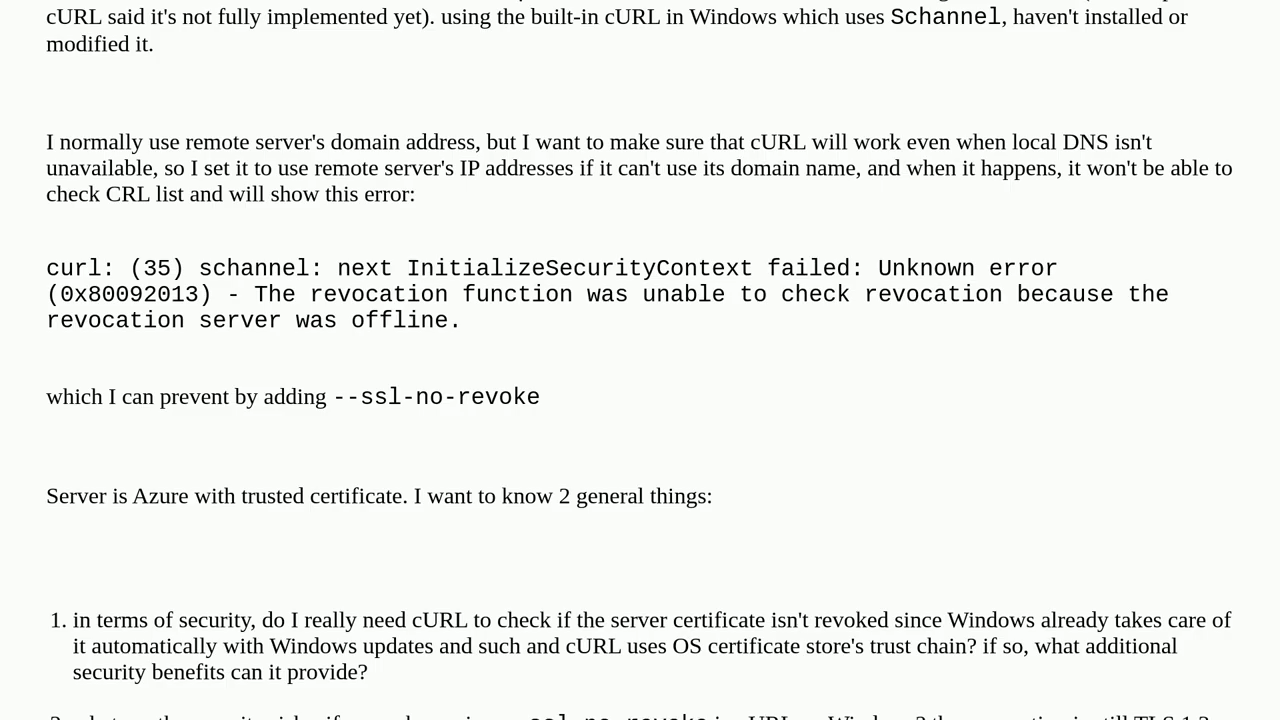 cURL said it's not fully implemented yet). using the built-in cURL in Windows which uses Schannel, haven't installed or
modified it.
I normally use remote server's domain address, but I want to make sure that cURL will work even when local DNS isn't
unavailable, so I set it to use remote server's IP addresses if it can't use its domain name, and when it happens, it won't be able to
check CRL list and will show this error:
curl: (35) schannel: next InitializeSecurityContext failed: Unknown error
(0x80092013) - The revocation function was unable to check revocation because the
revocation server was offline.
which I can prevent by adding --ssl-no-revoke
Server is Azure with trusted certificate. I want to know 2 general things:
1. in terms of security, do I really need cURL to check if the server certificate isn't revoked since Windows already takes care of
it automatically with Windows updates and such and cURL uses OS certificate store's trust chain? if so, what additional
security benefits can it provide?